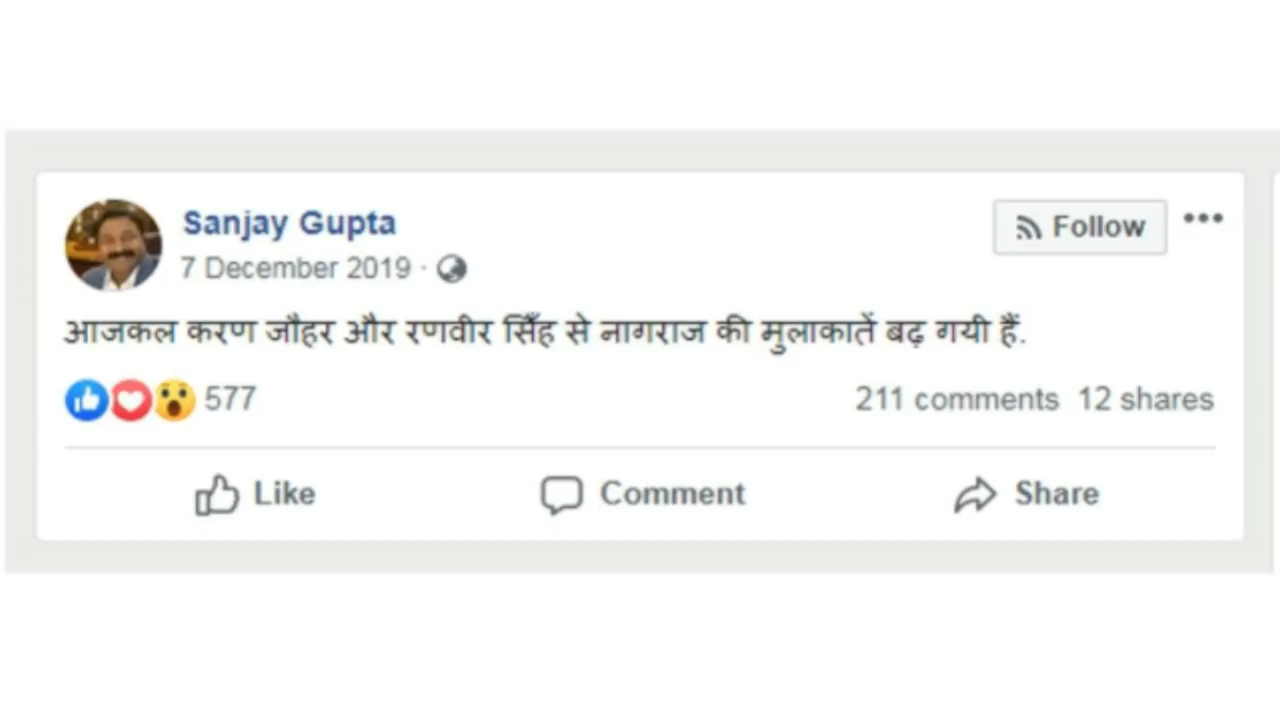 Sanjay Gupta
7 December 2019 ·
Follow
आजकल करण जौहर और रणवीर सिँह से नागराज की मुलाकातें बढ़ गयी हैं.
577
211 comments 12 shares
Like
Comment
Share